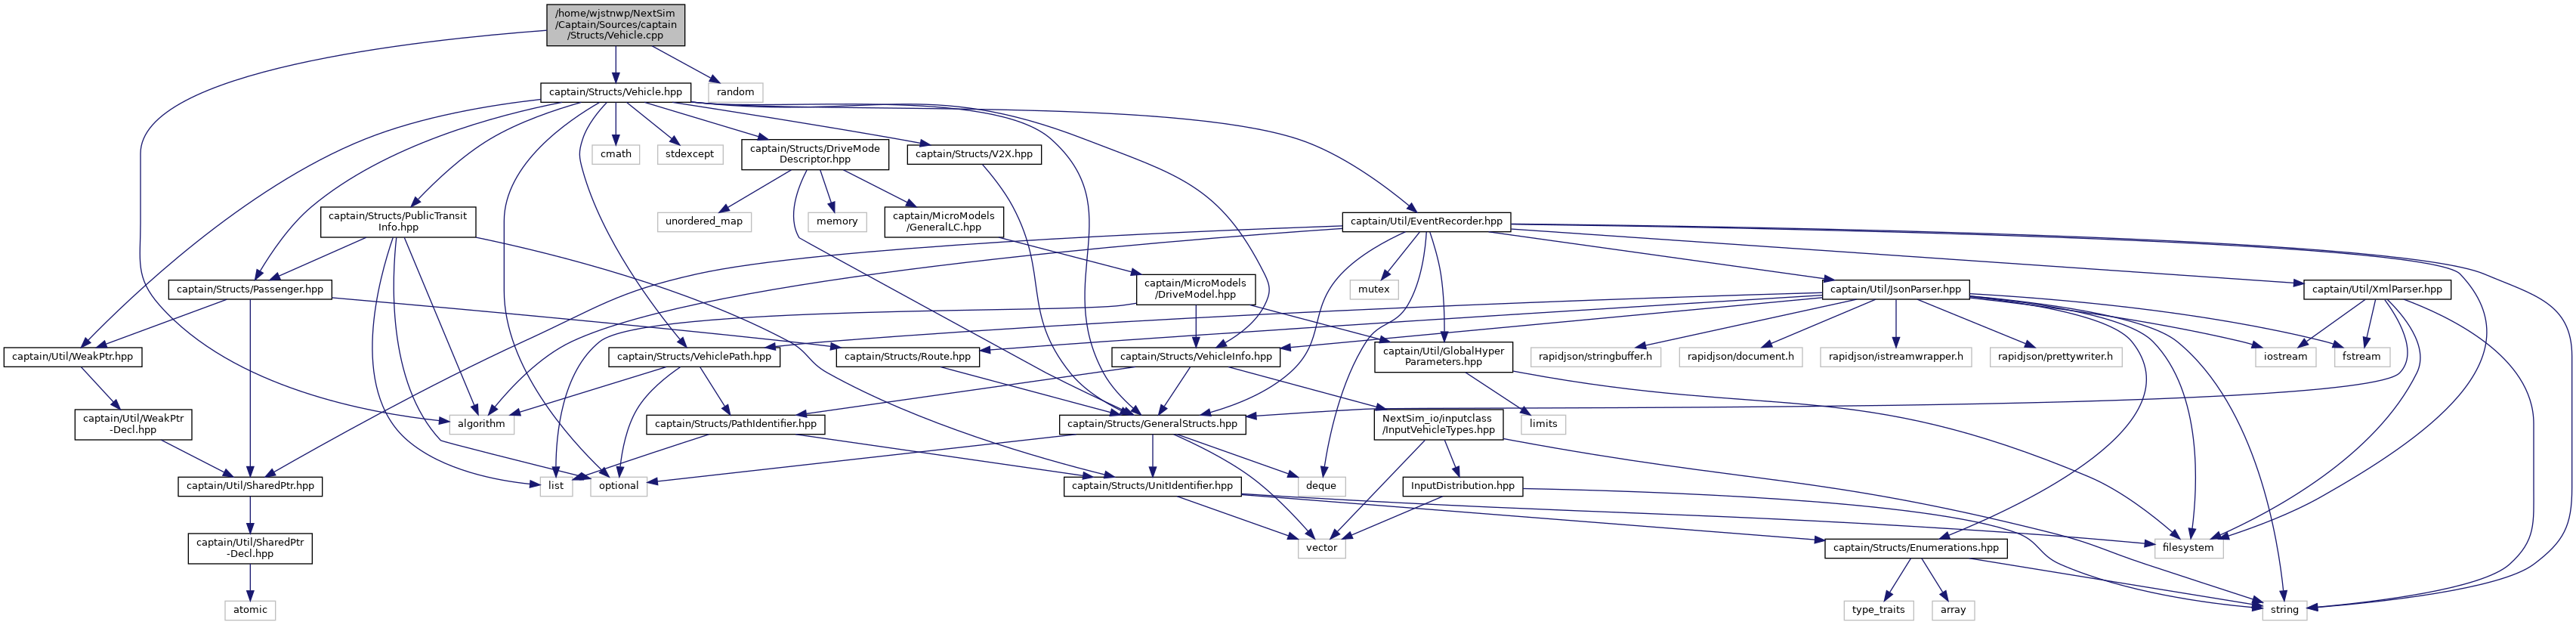 /home/wjstnwp/NextSim
/Captain/Sources/captain
/Structs/Vehicle.cpp
captain/Structs/Vehicle.hpp
random
cmath
stdexcept
captain/Structs/DriveMode
Descriptor.hpp
captain/Structs/V2X.hpp
captain/Structs/PublicTransit
Info.hpp
unordered_map
memory
captain/MicroModels
/GeneralLC.hpp
captain/Util/EventRecorder.hpp
captain/Structs/Passenger.hpp
captain/MicroModels
/DriveModel.hpp
mutex
captain/Util/JsonParser.hpp
captain/Util/XmlParser.hpp
captain/Util/WeakPtr.hpp
captain/Structs/VehiclePath.hpp
captain/Structs/Route.hpp
captain/Structs/VehicleInfo.hpp
captain/Util/GlobalHyper
Parameters.hpp
rapidjson/stringbuffer.h
rapidjson/document.h
rapidjson/istreamwrapper.h
rapidjson/prettywriter.h
iostream
fstream
captain/Util/WeakPtr
-Decl.hpp
algorithm
captain/Structs/PathIdentifier.hpp
captain/Structs/GeneralStructs.hpp
NextSim_io/inputclass
/InputVehicleTypes.hpp
limits
captain/Util/SharedPtr.hpp
list
optional
captain/Structs/UnitIdentifier.hpp
deque
InputDistribution.hpp
captain/Util/SharedPtr
-Decl.hpp
vector
captain/Structs/Enumerations.hpp
filesystem
atomic
type_traits
array
string